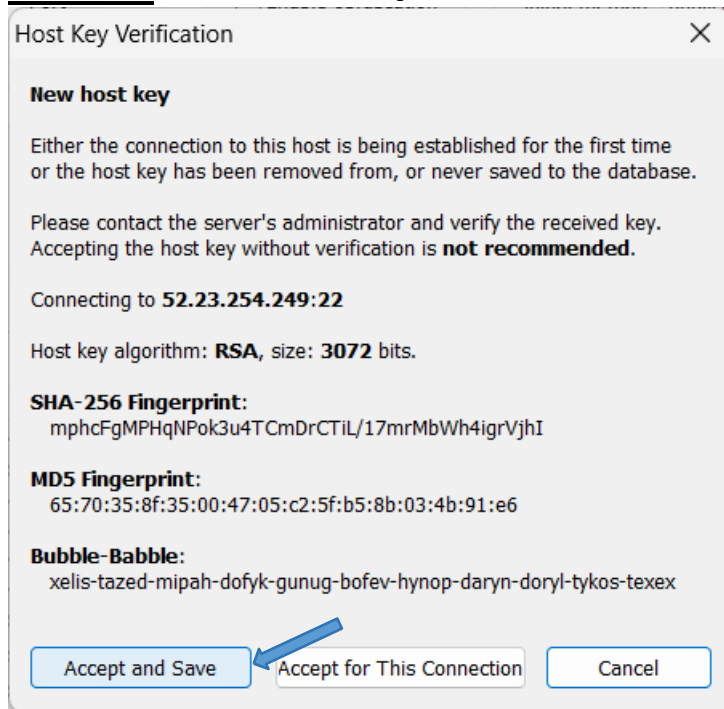 Host Key Verification
New host key
Either the connection to this host is being established for the first time
or the host key has been removed from, or never saved to the database.
Please contact the server's administrator and verify the received key.
Accepting the host key without verification is not recommended.
Connecting to 52.23.254.249:22
Host key algorithm: RSA, size: 3072 bits.
SHA-256 Fingerprint:
mphcFgMPHqNPok3u4TCmDrCTiL/17mrMbWh4igrVjhI
MD5 Fingerprint:
65:70:35:8f:35:00:47:05:c2:5f:b5:8b:03:4b:91:e6
Bubble-Babble:
xelis-tazed-mipah-dofyk-gunug-bofev-hynop-daryn-doryl-tykos-texex
Accept and Save Accept for This Connection Cancel